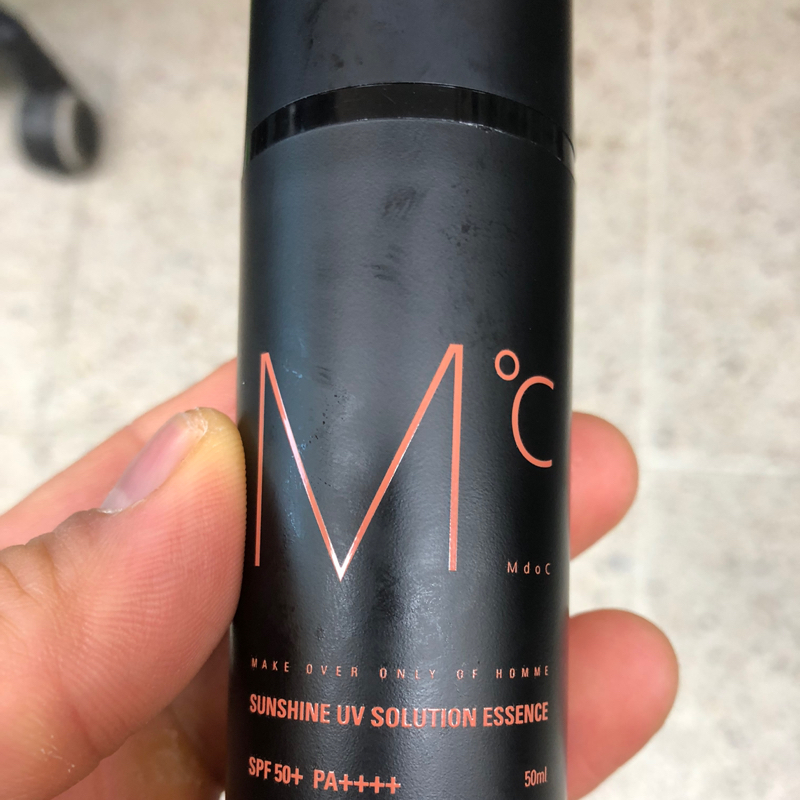 M°C
MdoC
MAKE OVER ONLY OF HOMME
SUNSHINE UV SOLUTION ESSENCE
SPF 50+ PA++++ 50ml